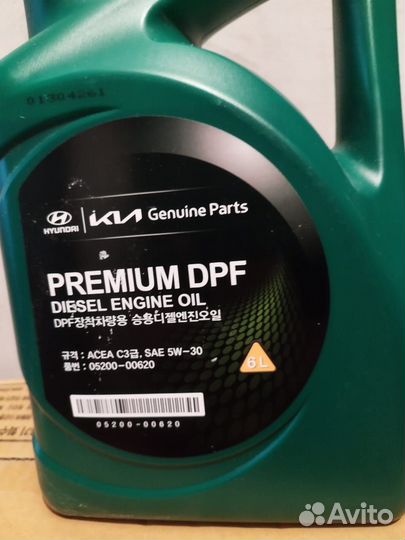 01304261
HYUNDAI KIA Genuine Parts
PREMIUM DPF
DIESEL ENGINE OIL
DPF장착차량용 승용디젤엔진오일
규격 : ACEA C3급, SAE 5W-30
품번 : 05200-00620
6 L
05200-00620
Avito